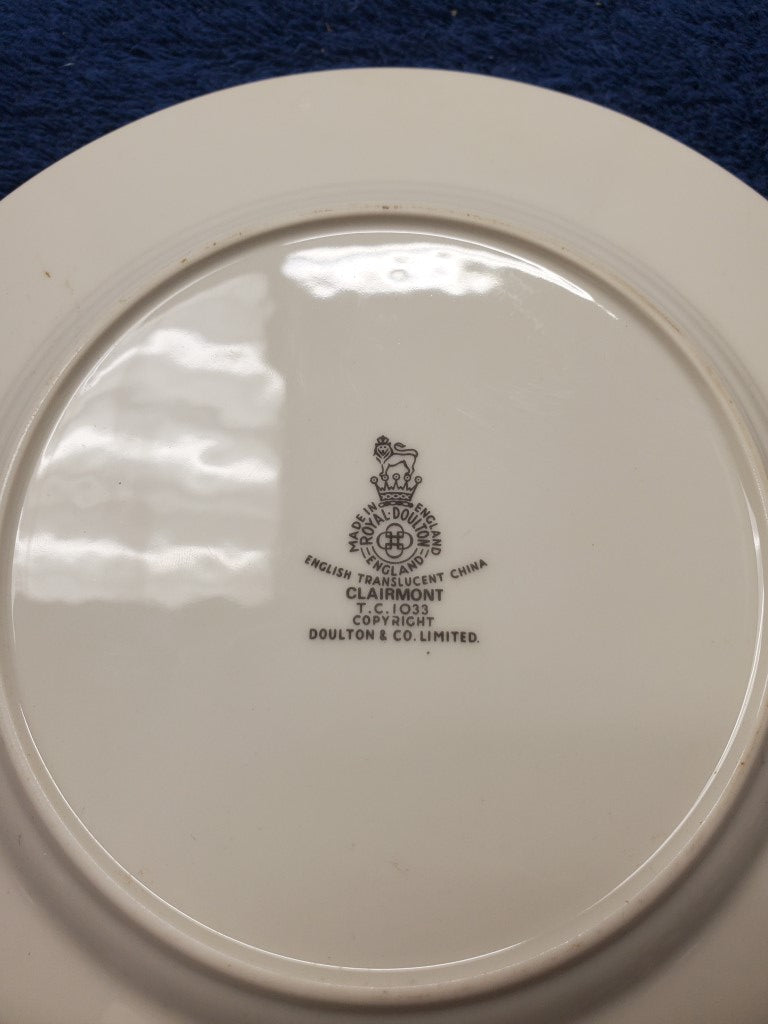 MADE IN ENGLAND
ROYAL·DOULTON
ENGLAND
ENGLISH TRANSLUCENT CHINA
CLAIRMONT
T.C.1033
COPYRIGHT
DOULTON & CO. LIMITED.